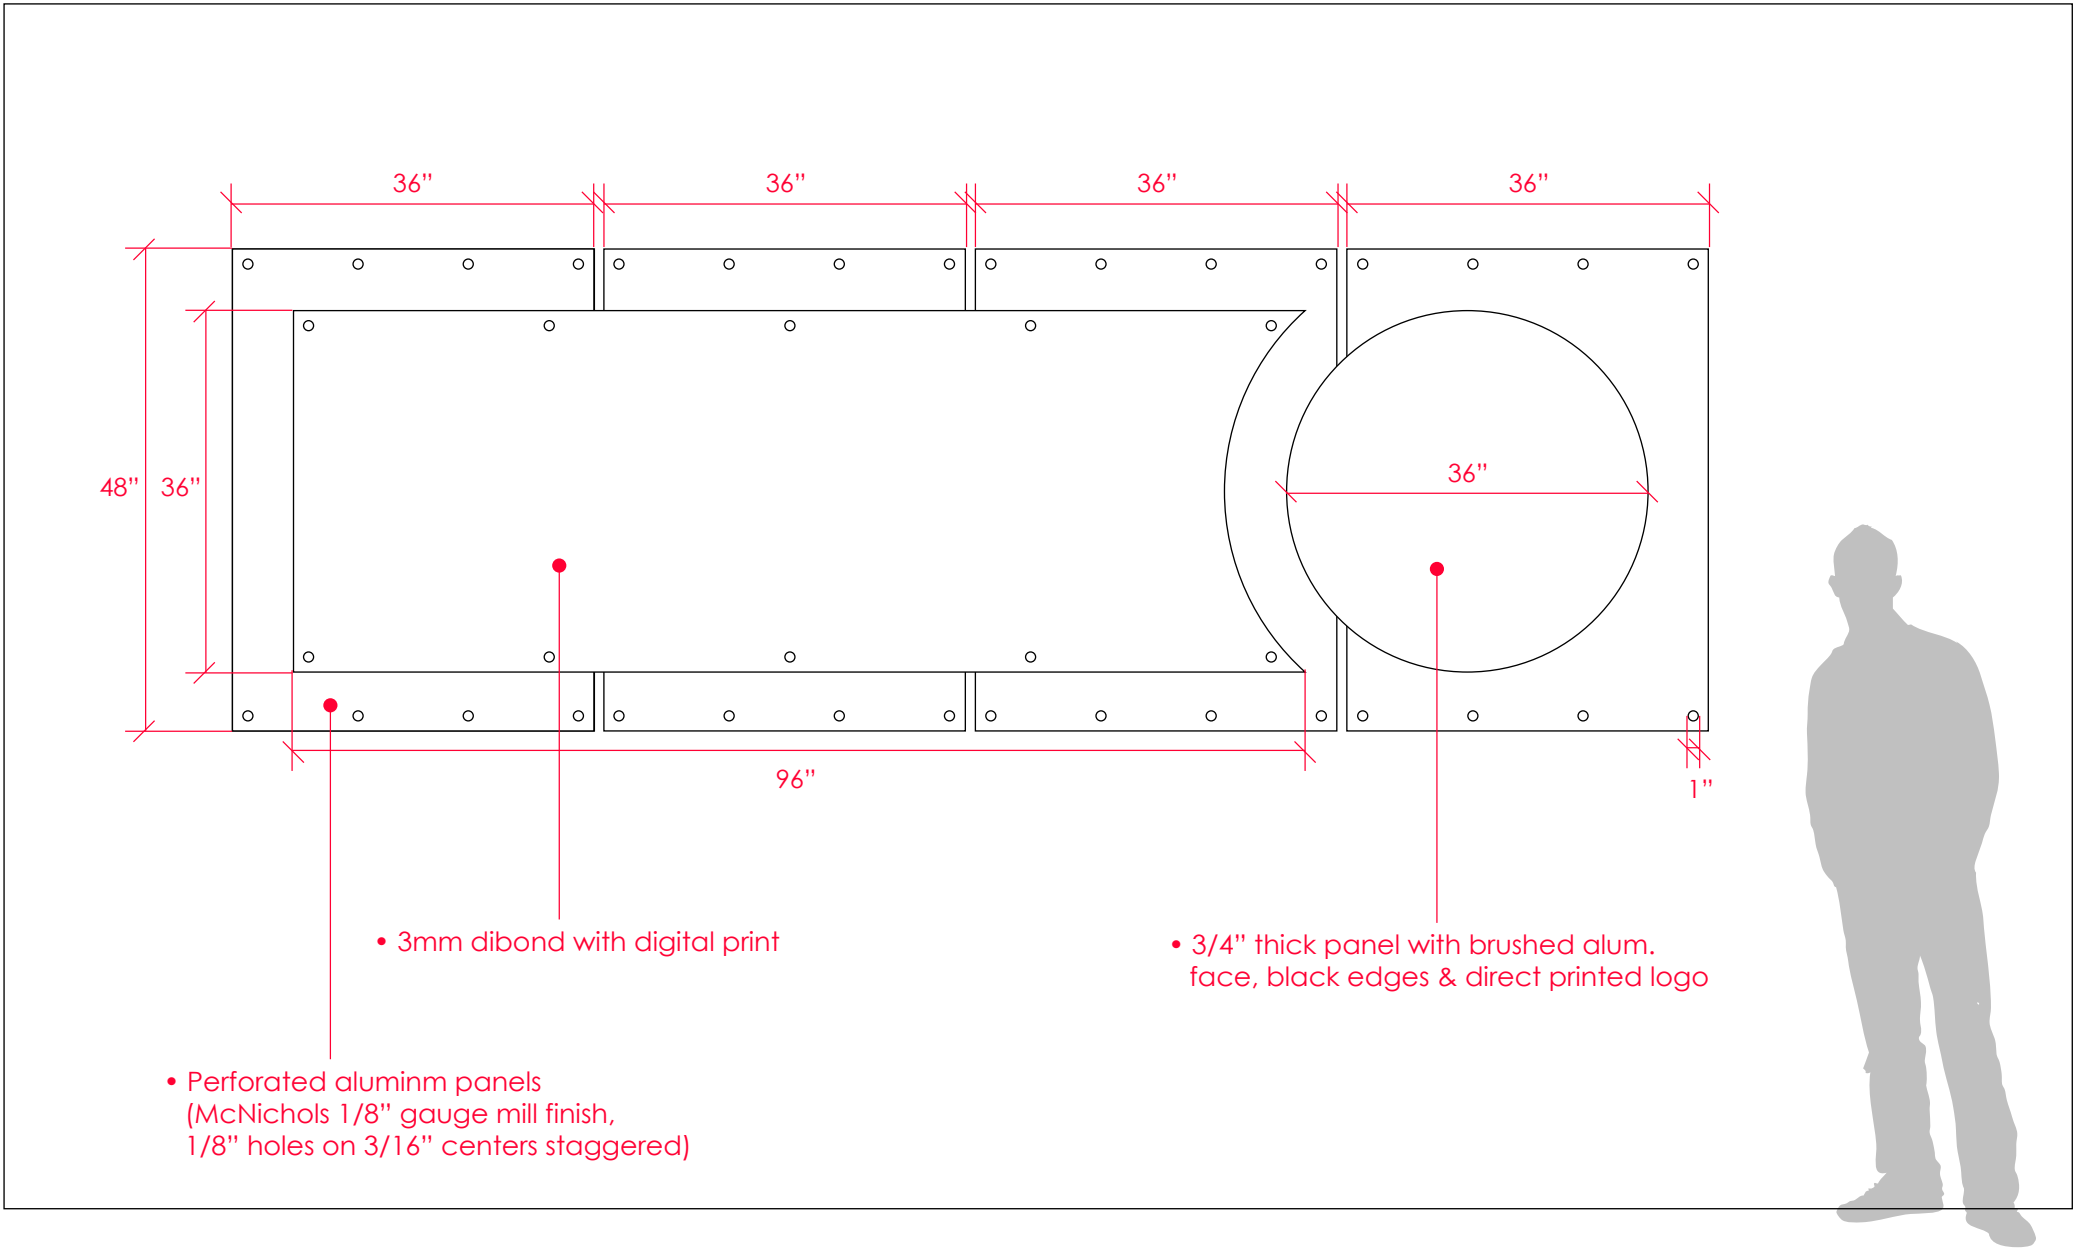 36” 36” 36” 36”
48” 36” 36”
96” 1”
• 3mm dibond with digital print
• 3/4” thick panel with brushed alum.
face, black edges & direct printed logo
• Perforated aluminm panels
(McNichols 1/8” gauge mill finish,
1/8” holes on 3/16” centers staggered)